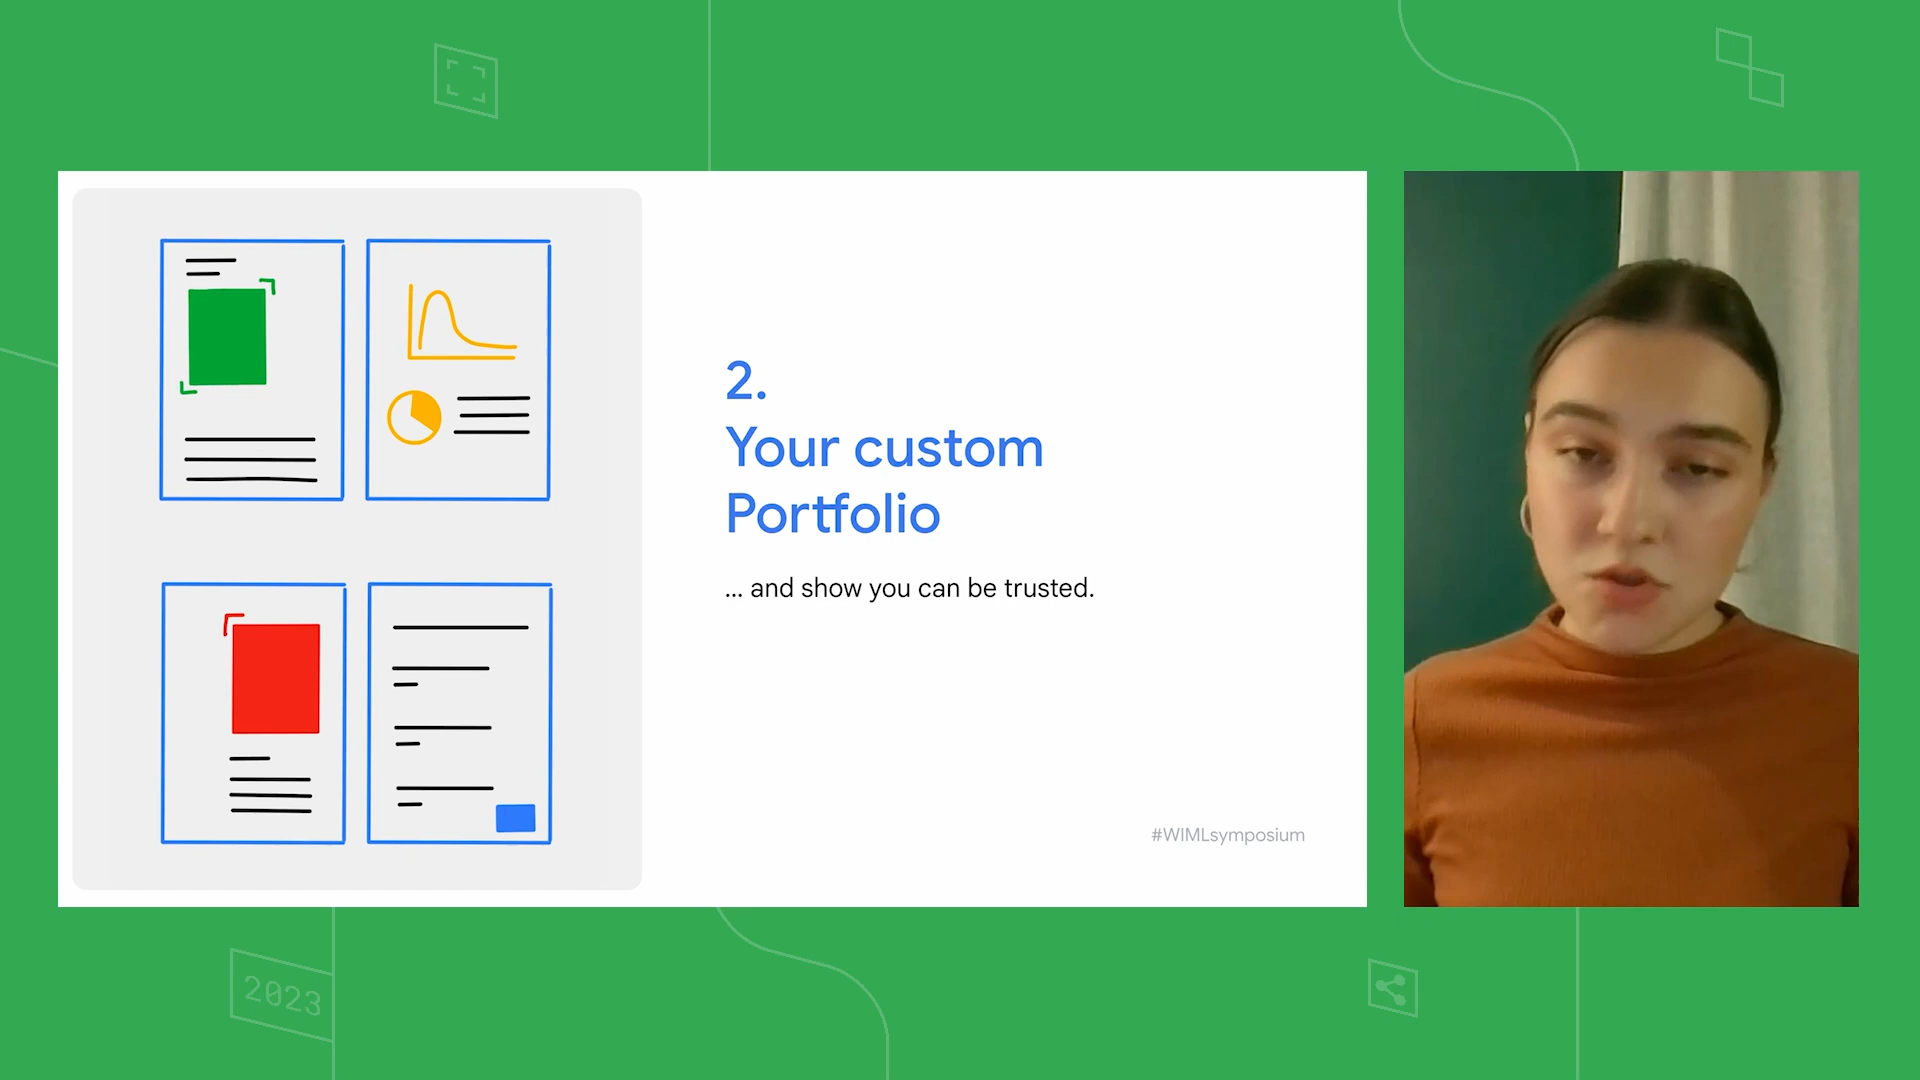 2.
Your custom
Portfolio
... and show you can be trusted.
#WIMLsymposium
2023